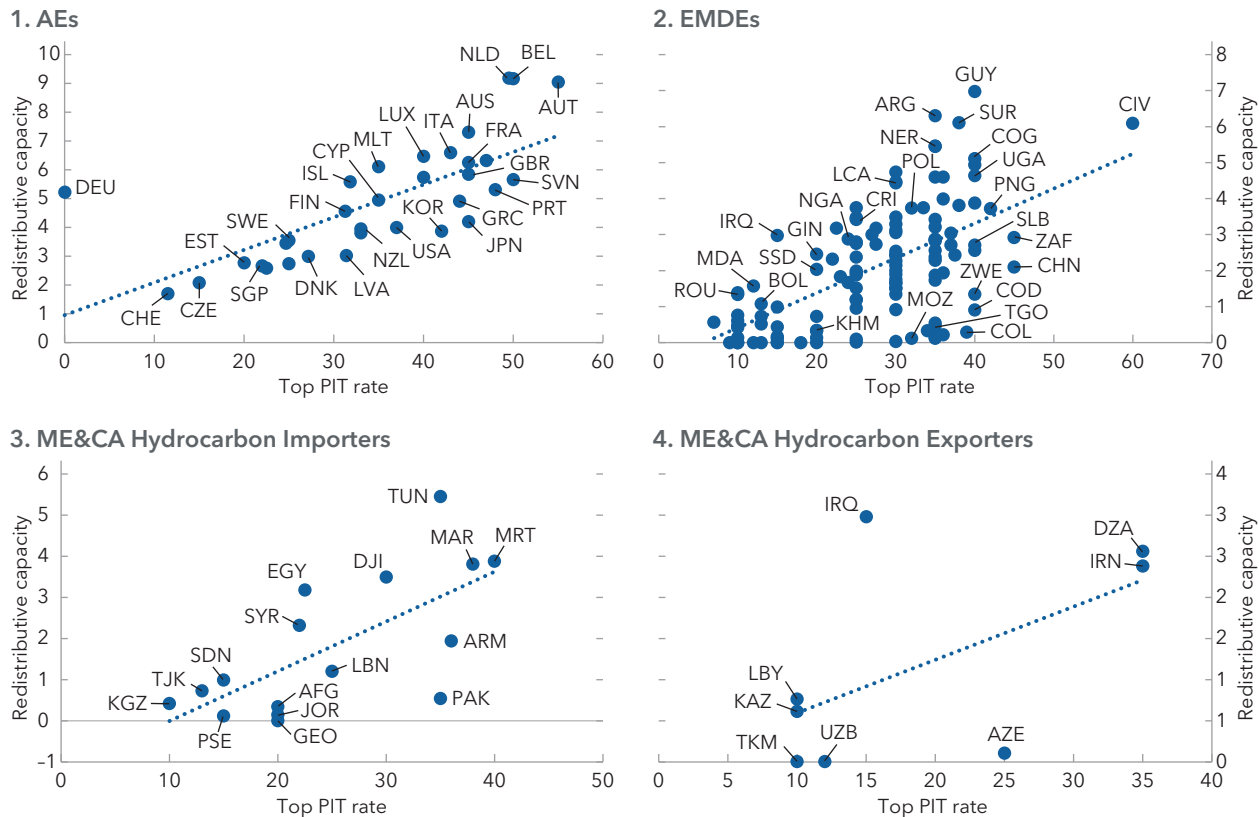 1. AEs
Redistributive capacity
10
9
8
7
6
5
4
3
2
1
0
NLD
BEL
AUT
AUS
LUX
ITA
FRA
MLT
CYP
GBR
ISL
SVN
DEU
FIN
PRT
SWE
KOR
GRC
EST
USA
JPN
NZL
SGP
DNK
LVA
CHE
CZE
0 10 20 30 40 50 60
Top PIT rate
2. EMDEs
Redistributive capacity
8
7
6
5
4
3
2
1
0
GUY
ARG
SUR
CIV
NER
COG
POL
UGA
LCA
PNG
NGA
CRI
IRQ
SLB
GIN
ZAF
SSD
CHN
MDA
ZWE
BOL
ROU
COD
MOZ
TGO
KHM
COL
0 10 20 30 40 50 60 70
Top PIT rate
3. ME&CA Hydrocarbon Importers
Redistributive capacity
6
5
4
3
2
1
0
–1
TUN
MAR
MRT
DJI
EGY
SYR
ARM
SDN
LBN
TJK
AFG
PAK
KGZ
JOR
PSE
GEO
0 10 20 30 40 50
Top PIT rate
4. ME&CA Hydrocarbon Exporters
Redistributive capacity
4
3
3
2
2
1
1
0
IRQ
DZA
IRN
LBY
KAZ
TKM
UZB
AZE
0 5 10 15 20 25 30 35 40
Top PIT rate